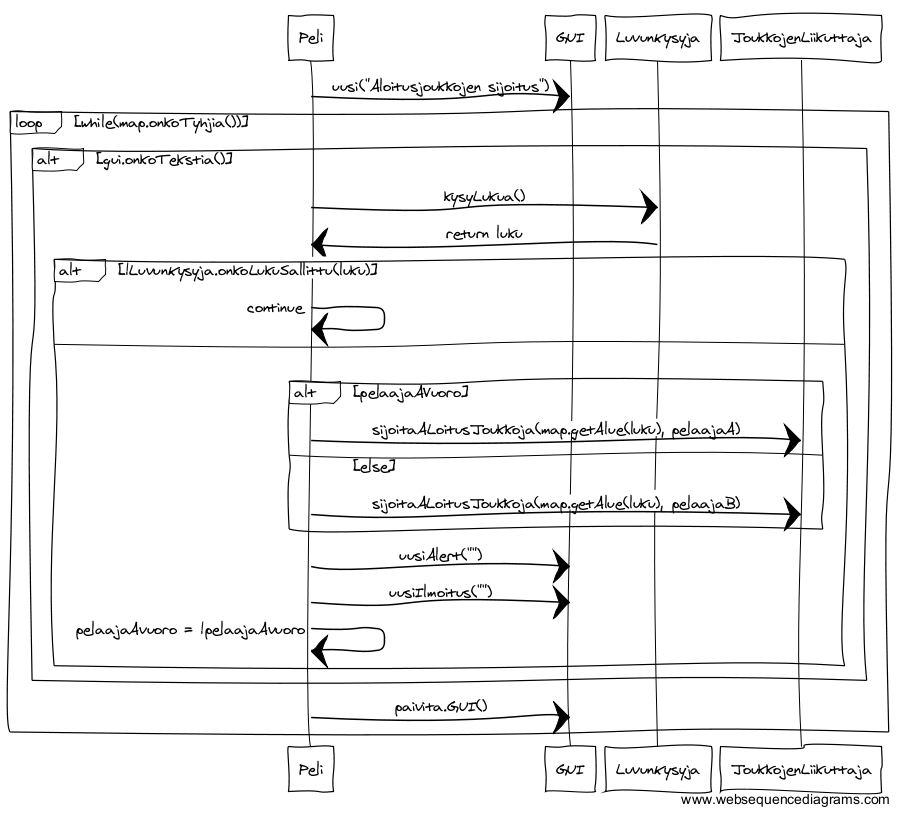 Peli GUI LuvunKysyja JoukkojenLiikuttaja
uusi("Aloitusjoukkojen sijoitus")
loop [while(map.onkoTyhjia())]
alt [gui.onkoTekstia()]
kysyLukua()
return luku
alt [!LuvunKysyja.onkoLukuSallittu(luku)]
continue
alt [pelaajaAVuoro]
sijoitaALoitusJoukkoja(map.getAlue(luku), pelaajaA)
[else]
sijoitaALoitusJoukkoja(map.getAlue(luku), pelaajaB)
uusiAlert("")
uusiIlmoitus("")
pelaajaAvuoro = !pelaajaAvuoro
paivita.GUI()
Peli GUI LuvunKysyja JoukkojenLiikuttaja
www.websequencediagrams.com